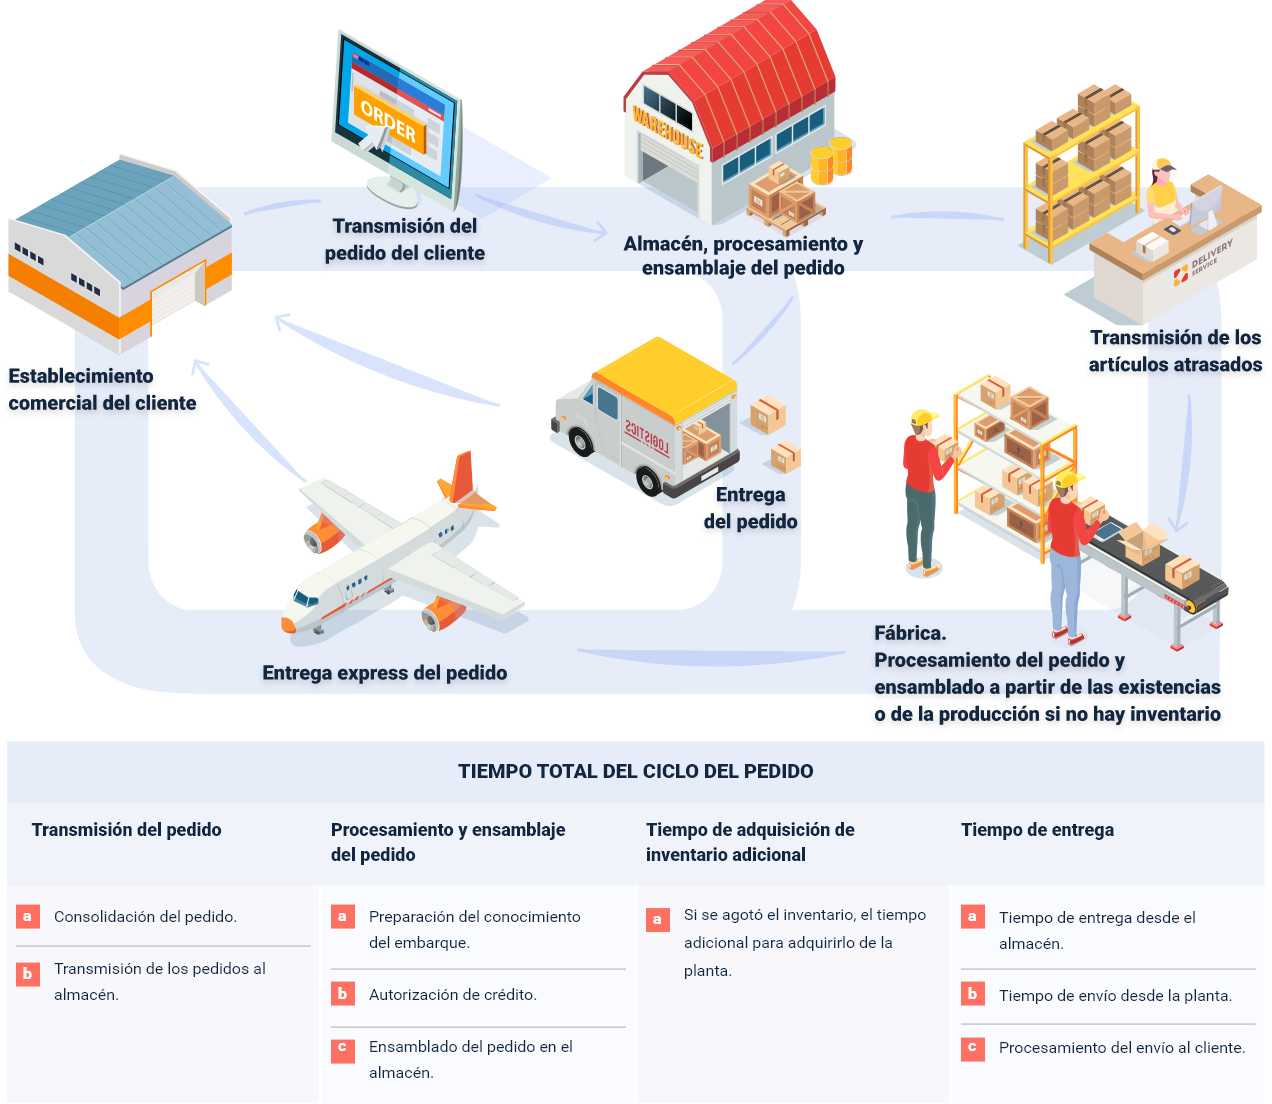 ORDER
WAREHOUSE
Transmisión del
pedido del cliente
Almacén, procesamiento y
ensamblaje del pedido
DELIVERY
SERVICE
Transmisión de los
artículos atrasados
Establecimiento
comercial del cliente
LOGISTICS
Entrega
del pedido
Entrega express del pedido
Fábrica.
Procesamiento del pedido y
ensamblado a partir de las existencias
o de la producción si no hay inventario
TIEMPO TOTAL DEL CICLO DEL PEDIDO
Transmisión del pedido
a Consolidación del pedido.
b Transmisión de los pedidos al
almacén.
Procesamiento y ensamblaje
del pedido
a Preparación del conocimiento
del embarque.
b Autorización de crédito.
c Ensamblado del pedido en el
almacén.
Tiempo de adquisición de
inventario adicional
a Si se agotó el inventario, el tiempo
adicional para adquirirlo de la
planta.
Tiempo de entrega
a Tiempo de entrega desde el
almacén.
b Tiempo de envío desde la planta.
c Procesamiento del envío al cliente.